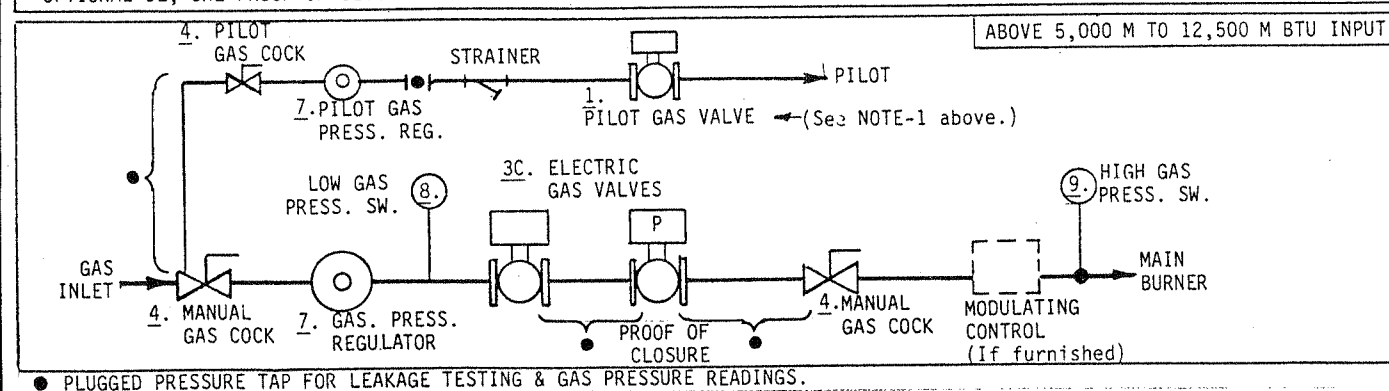 ABOVE 5,000 M TO 12,500 M BTU INPUT
4. PILOT
GAS COCK
STRAINER
PILOT
7. PILOT GAS
PRESS. REG.
1.
PILOT GAS VALVE
(See NOTE-1 above.)
LOW GAS
PRESS. SW.
8.
3C. ELECTRIC
GAS VALVES
P
9.
HIGH GAS
PRESS. SW.
GAS
INLET
4. MANUAL
GAS COCK
7. GAS. PRESS.
REGULATOR
PROOF OF
CLOSURE
4. MANUAL
GAS COCK
MODULATING
CONTROL
(If furnished)
MAIN
BURNER
● PLUGGED PRESSURE TAP FOR LEAKAGE TESTING & GAS PRESSURE READINGS.